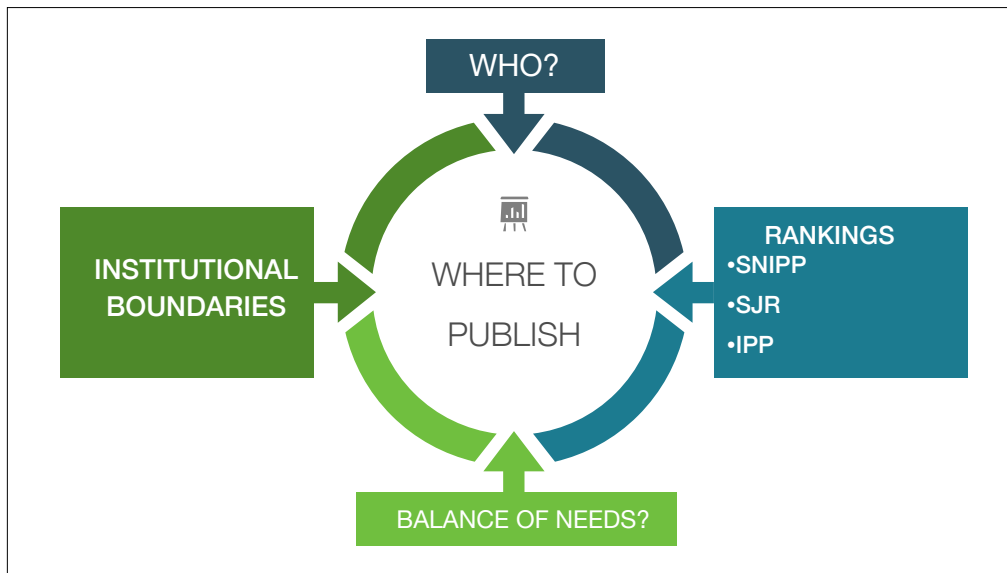 WHO?
INSTITUTIONAL
BOUNDARIES
WHERE TO
PUBLISH
RANKINGS
•SNIPP
•SJR
•IPP
BALANCE OF NEEDS?